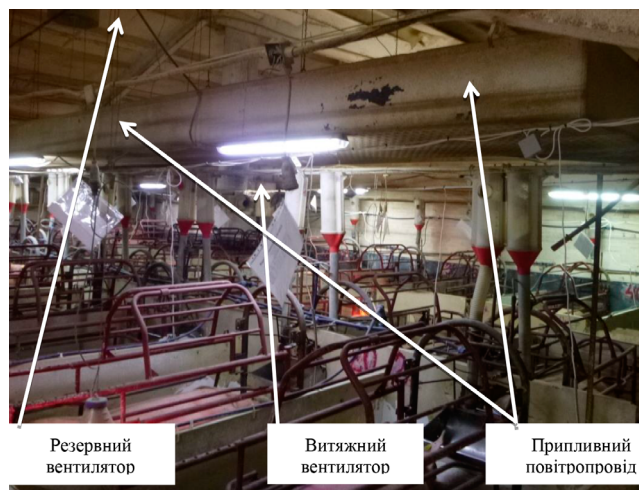 Резервний
вентилятор
Витяжний
вентилятор
Припливний
повітропровід